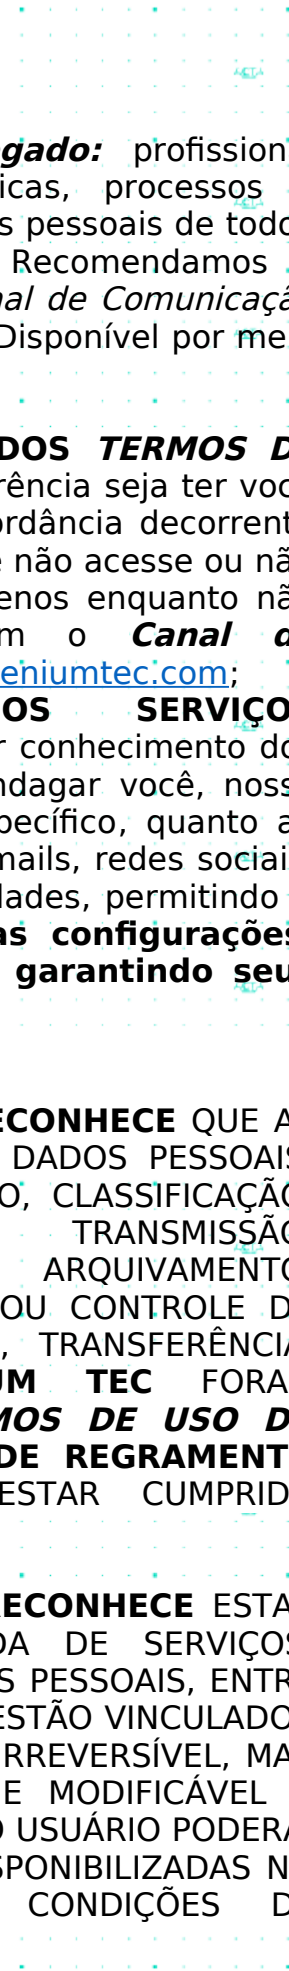 gado: profission
icas, processos
s pessoais de todo
Recomendamos
nal de Comunicaçã
Disponível por me
DOS TERMOS D
rência seja ter voc
ordância decorrent
e não acesse ou nã
enos enquanto nã
m o Canal d
eniumtec.com;
OS SERVIÇO
r conhecimento do
ndagar você, noss
pecífico, quanto a
mails, redes sociai
dades, permitindo
as configurações
garantindo seu
ECONHECE QUE A
DADOS PESSOAIS
O, CLASSIFICAÇÃO
TRANSMISSÃO
ARQUIVAMENTO
OU CONTROLE D
, TRANSFERÊNCIA
UM TEC FORA
MOS DE USO D
DE REGRAMENT
ESTAR CUMPRID
RECONHECE ESTA
DA DE SERVIÇOS
S PESSOAIS, ENTR
ESTÃO VINCULADO
IRREVERSÍVEL, MA
E MODIFICÁVEL
O USUÁRIO PODERÁ
SPONIBILIZADAS N
CONDIÇÕES D